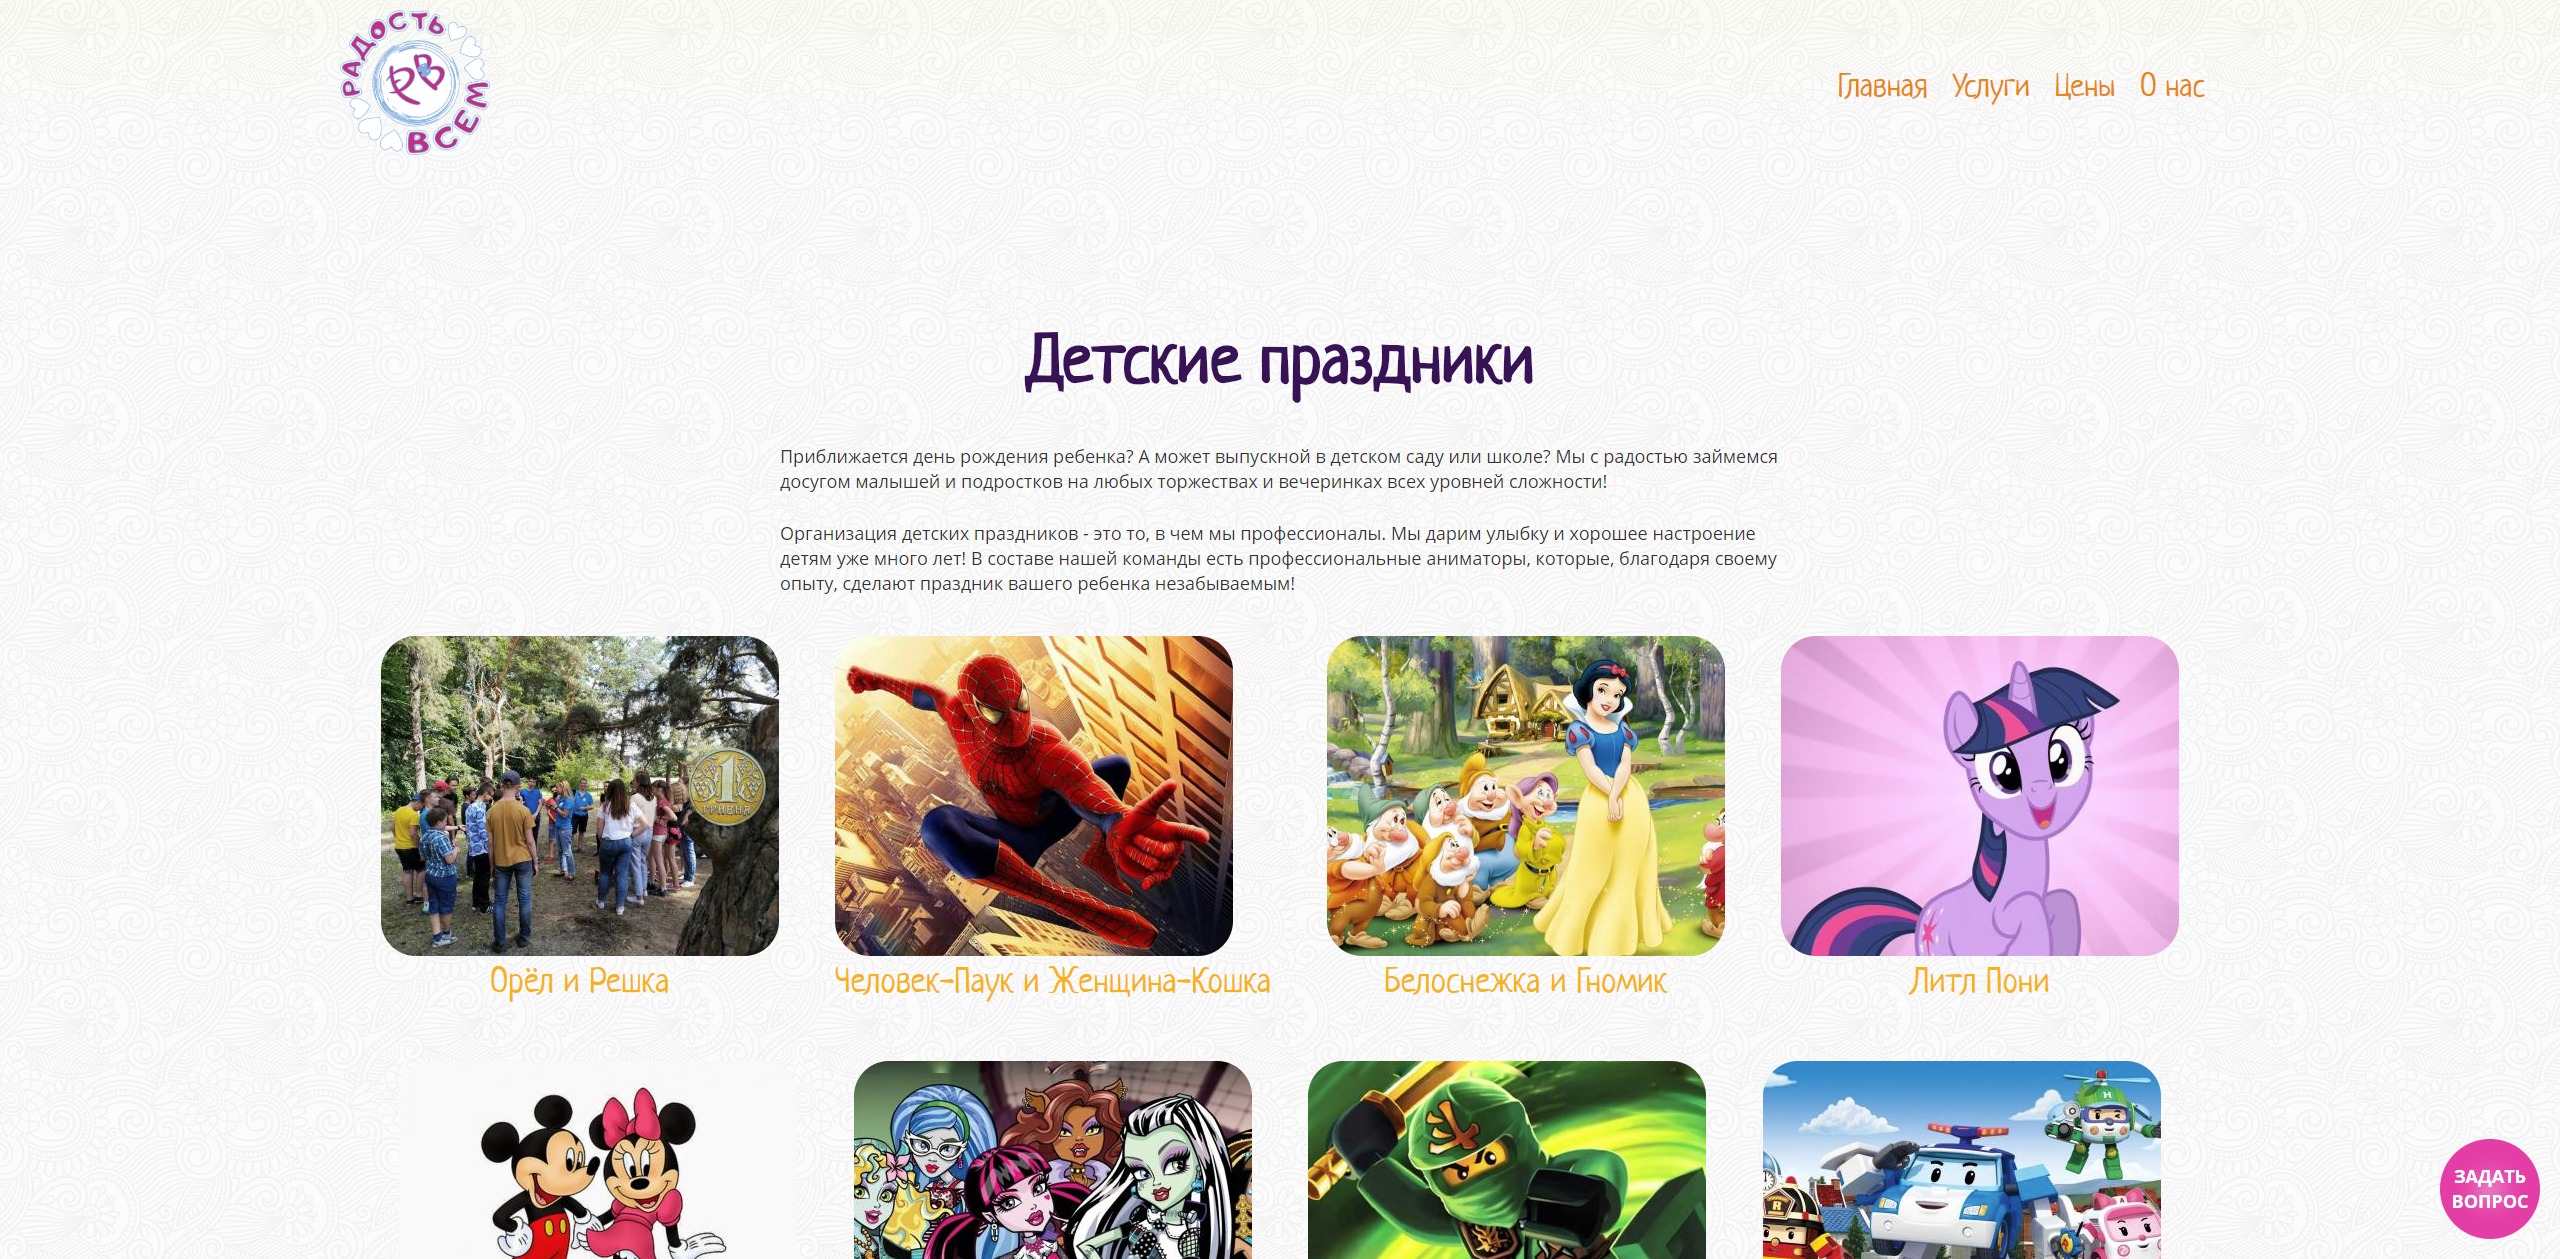 РАДОСТЬ
ВСЕМ
РВ
Главная Услуги Цены О нас
Детские праздники
Приближается день рождения ребенка? А может выпускной в детском саду или школе? Мы с радостью займемся
досугом малышей и подростков на любых торжествах и вечеринках всех уровней сложности!
Организация детских праздников - это то, в чем мы профессионалы. Мы дарим улыбку и хорошее настроение
детям уже много лет! В составе нашей команды есть профессиональные аниматоры, которые, благодаря своему
опыту, сделают праздник вашего ребенка незабываемым!
1
ГРИВНЯ
Орёл и Решка
Человек-Паук и Женщина-Кошка
Белоснежка и Гномик
Литл Пони
H
R
ЗАДАТЬ
ВОПРОС